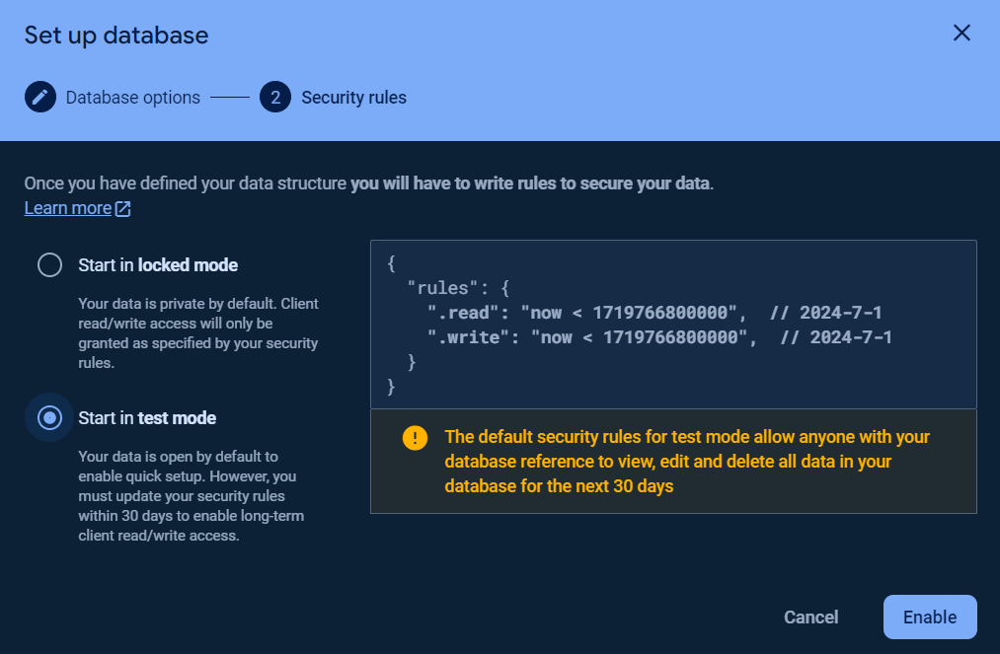 Set up database
Database options
2 Security rules
Once you have defined your data structure you will have to write rules to secure your data.
Learn more
Start in locked mode
Your data is private by default. Client
read/write access will only be
granted as specified by your security
rules.
Start in test mode
Your data is open by default to
enable quick setup. However, you
must update your security rules
within 30 days to enable long-term
client read/write access.
{
"rules": {
".read": "now < 1719766800000", // 2024-7-1
".write": "now < 1719766800000", // 2024-7-1
}
}
! The default security rules for test mode allow anyone with your
database reference to view, edit and delete all data in your
database for the next 30 days
Cancel
Enable